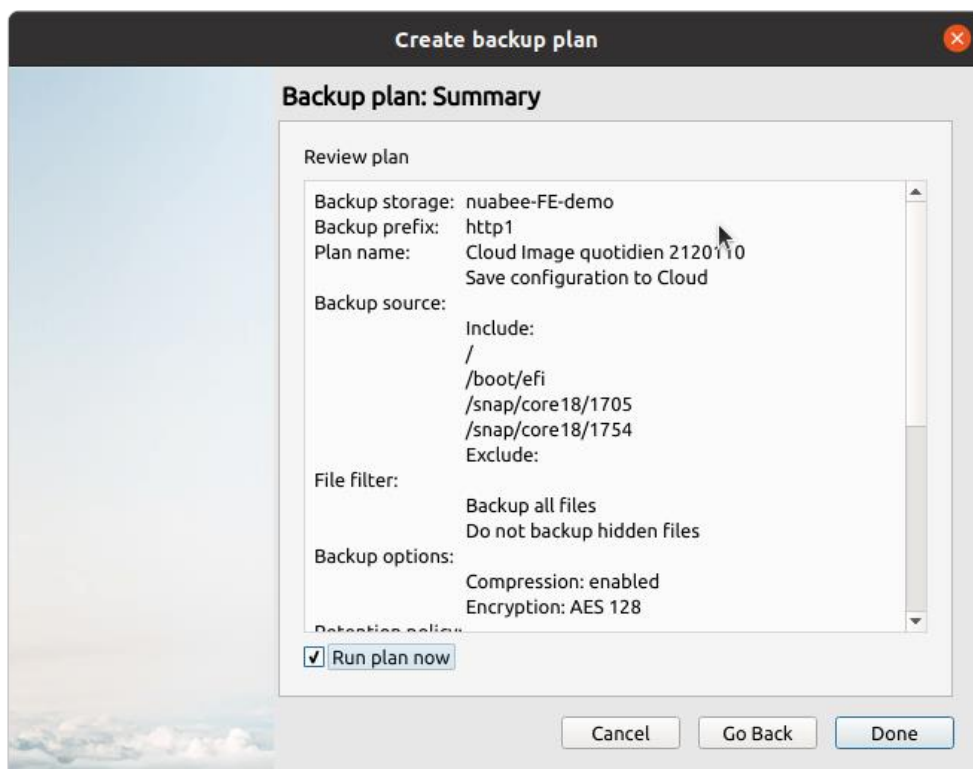 Create backup plan
Backup plan: Summary
Review plan
Backup storage: nuabee-FE-demo
Backup prefix: http1
Plan name: Cloud Image quotidien 2120110
Save configuration to Cloud
Backup source:
Include:
/
/boot/efi
/snap/core18/1705
/snap/core18/1754
Exclude:
File filter:
Backup all files
Do not backup hidden files
Backup options:
Compression: enabled
Encryption: AES 128
Retention policy:
Run plan now
Cancel Go Back Done